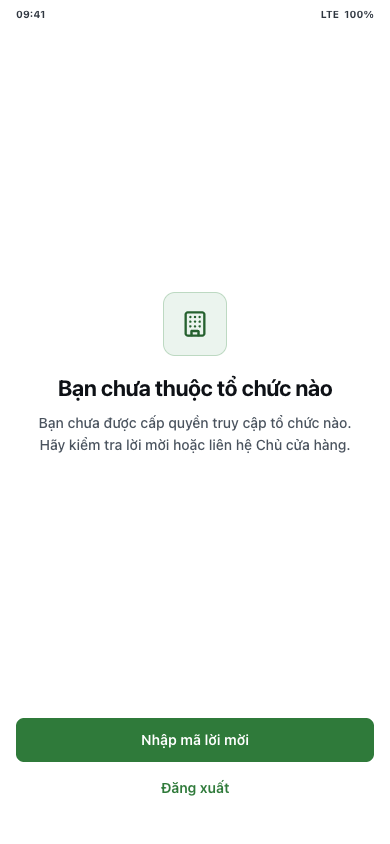 09:41
LTE 100%
Bạn chưa thuộc tổ chức nào
Bạn chưa được cấp quyền truy cập tổ chức nào.
Hãy kiểm tra lời mời hoặc liên hệ Chủ cửa hàng.
Nhập mã lời mời
Đăng xuất